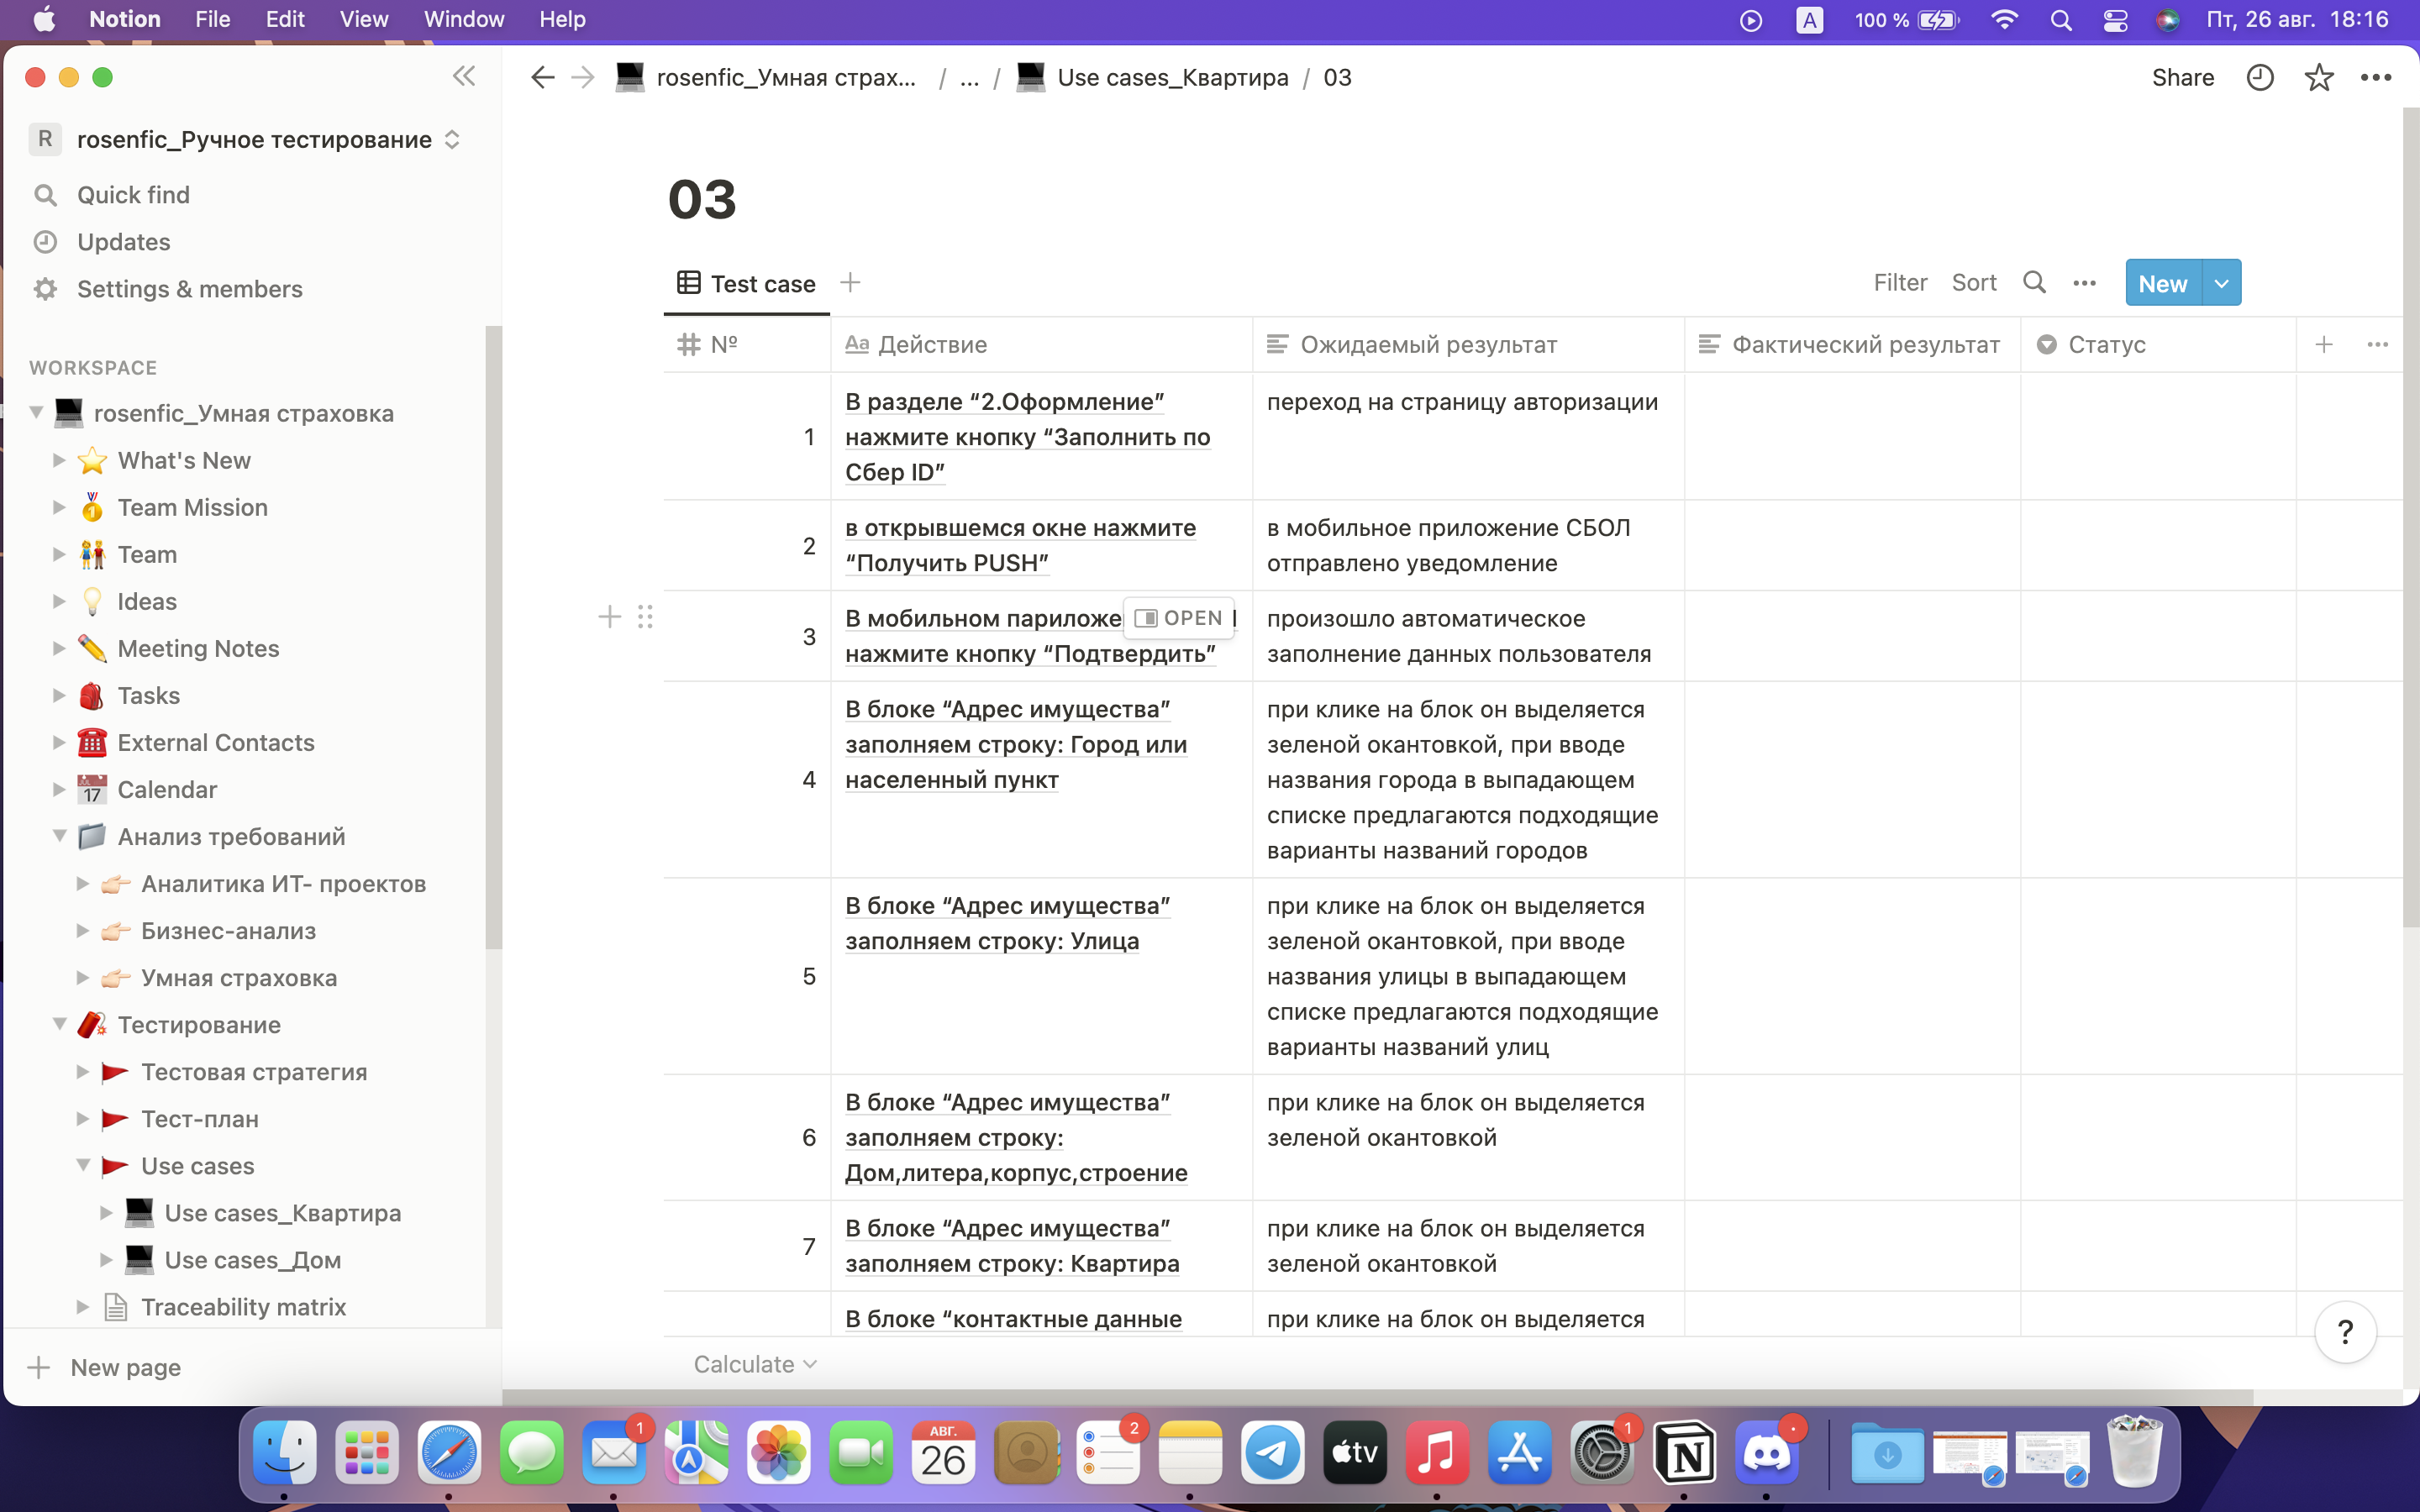 Notion File Edit View Window Help
A 100 % Пт, 26 авг. 18:16
rosenfic_Умная страх... / ... / Use cases_Квартира / 03
Share
R rosenfic_Ручное тестирование
Quick find
Updates
Settings & members
WORKSPACE
rosenfic_Умная страховка
What's New
Team Mission
Team
Ideas
Meeting Notes
Tasks
External Contacts
17 Calendar
Анализ требований
Аналитика ИТ- проектов
Бизнес-анализ
Умная страховка
Тестирование
Тестовая стратегия
Тест-план
Use cases
Use cases_Квартира
Use cases_Дом
Traceability matrix
New page
03
Test case
Filter Sort New
№ Aa Действие Ожидаемый результат Фактический результат Статус
1
В разделе “2.Оформление”
нажмите кнопку “Заполнить по
Сбер ID”
переход на страницу авторизации
2
в открывшемся окне нажмите
“Получить PUSH”
в мобильное приложение СБОЛ
отправлено уведомление
3
В мобильном париложе
OPEN
нажмите кнопку “Подтвердить”
произошло автоматическое
заполнение данных пользователя
4
В блоке “Адрес имущества”
заполняем строку: Город или
населенный пункт
при клике на блок он выделяется
зеленой окантовкой, при вводе
названия города в выпадающем
списке предлагаются подходящие
варианты названий городов
5
В блоке “Адрес имущества”
заполняем строку: Улица
при клике на блок он выделяется
зеленой окантовкой, при вводе
названия улицы в выпадающем
списке предлагаются подходящие
варианты названий улиц
6
В блоке “Адрес имущества”
заполняем строку:
Дом,литера,корпус,строение
при клике на блок он выделяется
зеленой окантовкой
7
В блоке “Адрес имущества”
заполняем строку: Квартира
при клике на блок он выделяется
зеленой окантовкой
В блоке “контактные данные
при клике на блок он выделяется
Calculate
?
1
АВГ.
26
2
tv
1
N